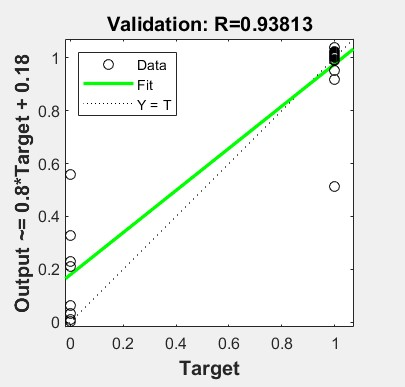 Validation: R=0.93813
Output ~= 0.8*Target + 0.18
Data
Fit
Y = T
1
0.8
0.6
0.4
0.2
0
0 0.2 0.4 0.6 0.8 1
Target